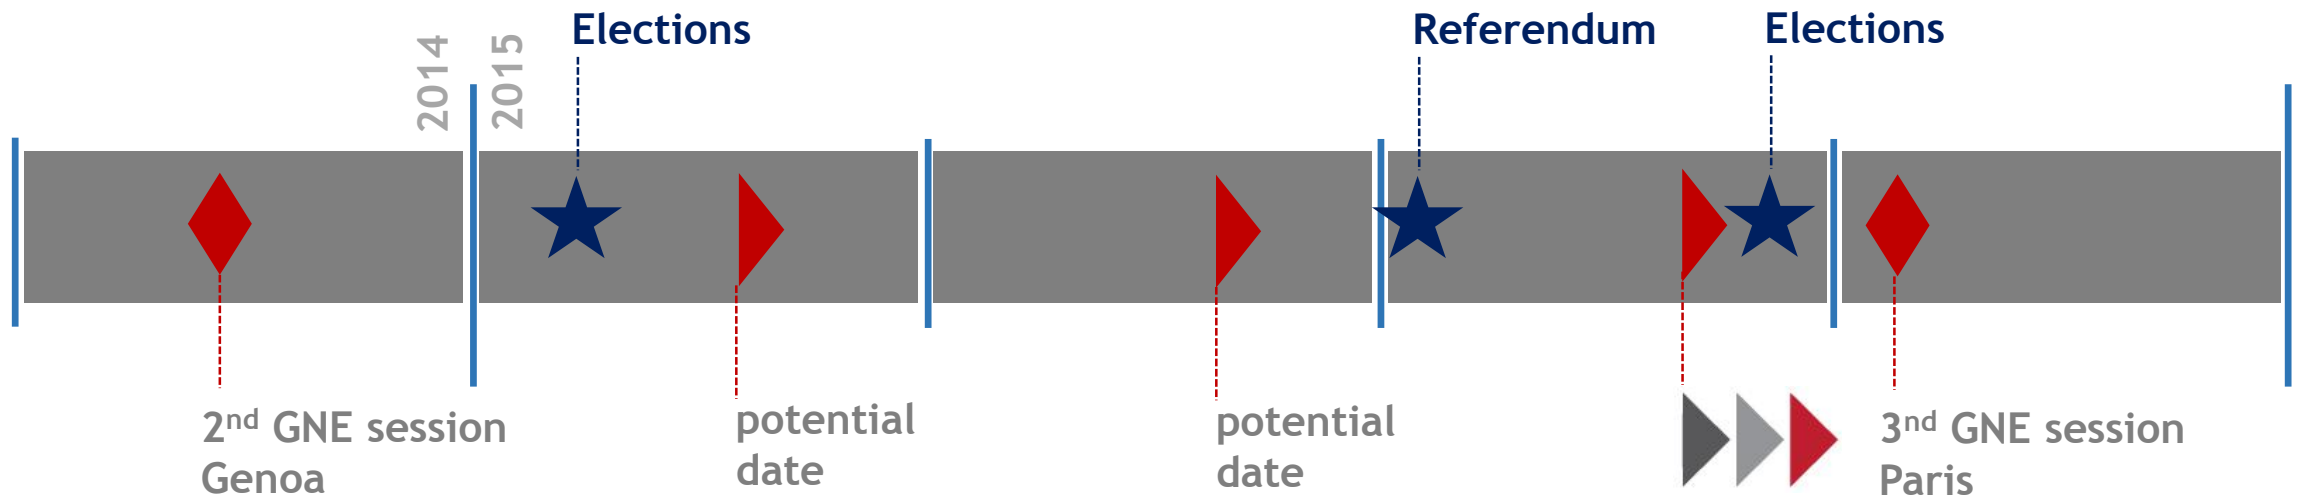 2014
2015
Elections
Referendum
Elections
2nd GNE session
Genoa
potential
date
potential
date
3nd GNE session
Paris